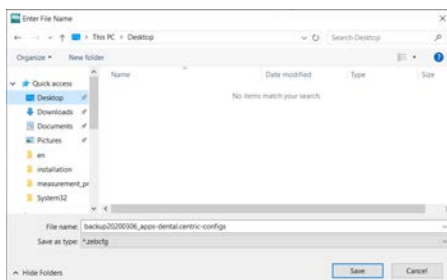 Enter File Name
This PC > Desktop
Search Desktop
Organize
New folder
Name
Date modified
Type
Size
Quick access
Desktop
Downloads
Documents
Pictures
en
installation
measurement_pr
System32
No items match your search.
File name: backup20200306_apps-dental.centric-configs
Save as type: *.zebcfg
Hide Folders
Save
Cancel